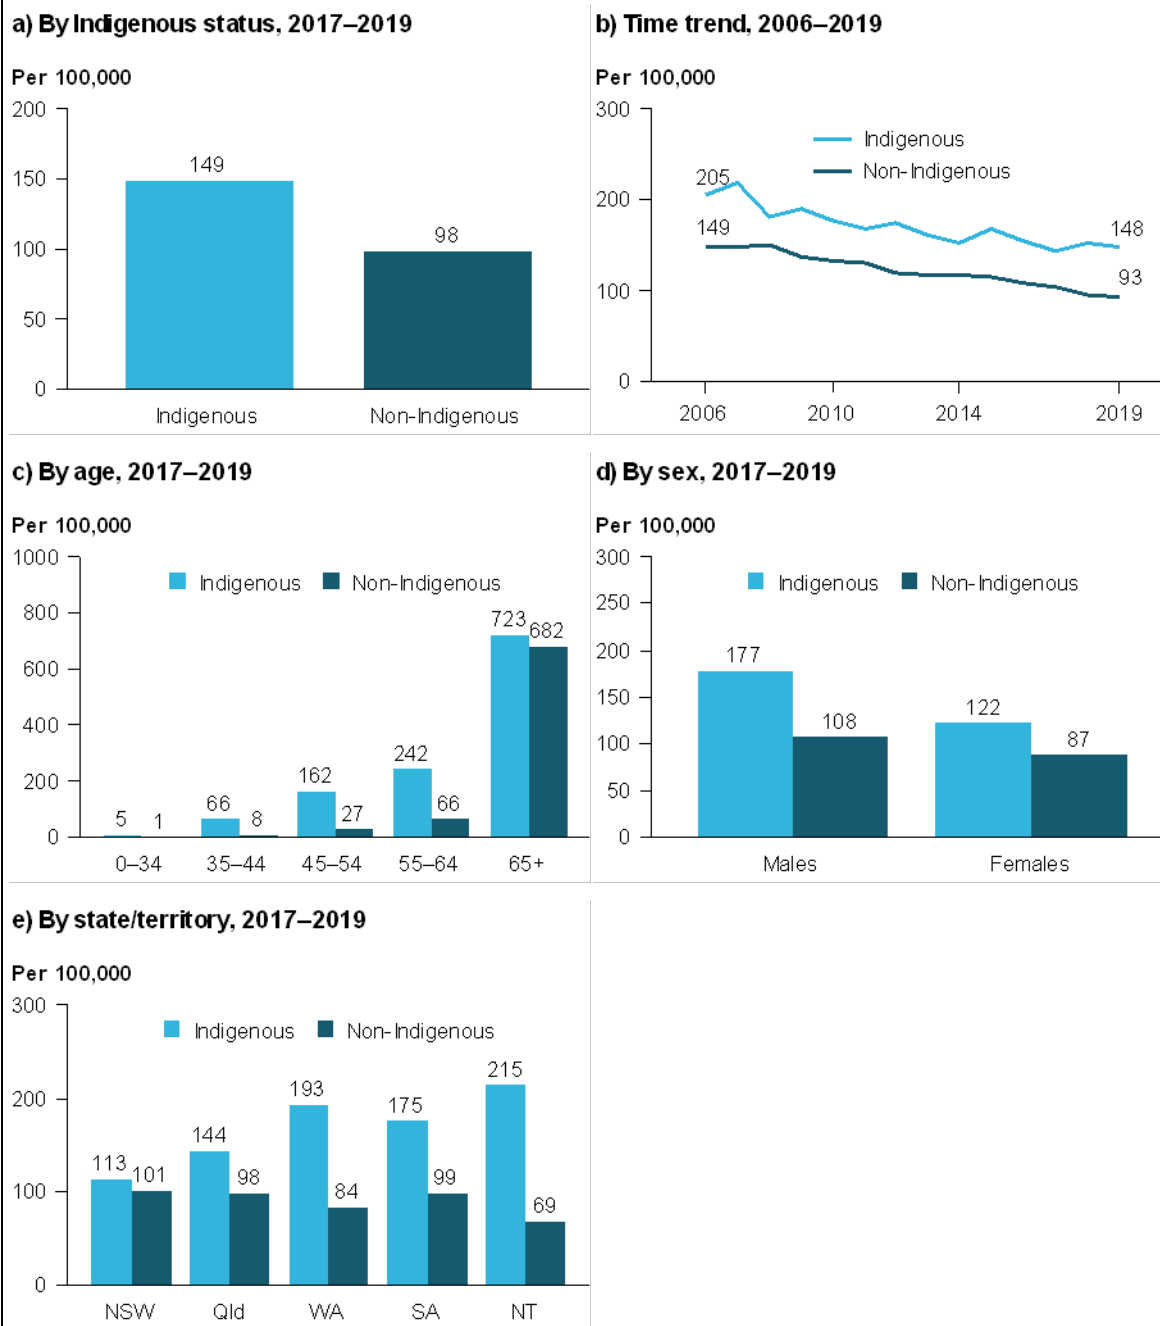 a) By Indigenous status, 2017–2019
Per 100,000
200
150
100
50
0
149
98
Indigenous
Non-Indigenous
b) Time trend, 2006–2019
Per 100,000
300
200
100
0
Indigenous
Non-Indigenous
205
149
148
93
2006
2010
2014
2019
c) By age, 2017–2019
Per 100,000
1000
800
600
400
200
0
Indigenous
Non-Indigenous
5
1
66
8
162
27
242
66
723
682
0–34
35–44
45–54
55–64
65+
d) By sex, 2017–2019
Per 100,000
300
250
200
150
100
50
0
Indigenous
Non-Indigenous
177
108
122
87
Males
Females
e) By state/territory, 2017–2019
Per 100,000
300
200
100
0
Indigenous
Non-Indigenous
113
101
144
98
193
84
175
99
215
69
NSW
Qld
WA
SA
NT